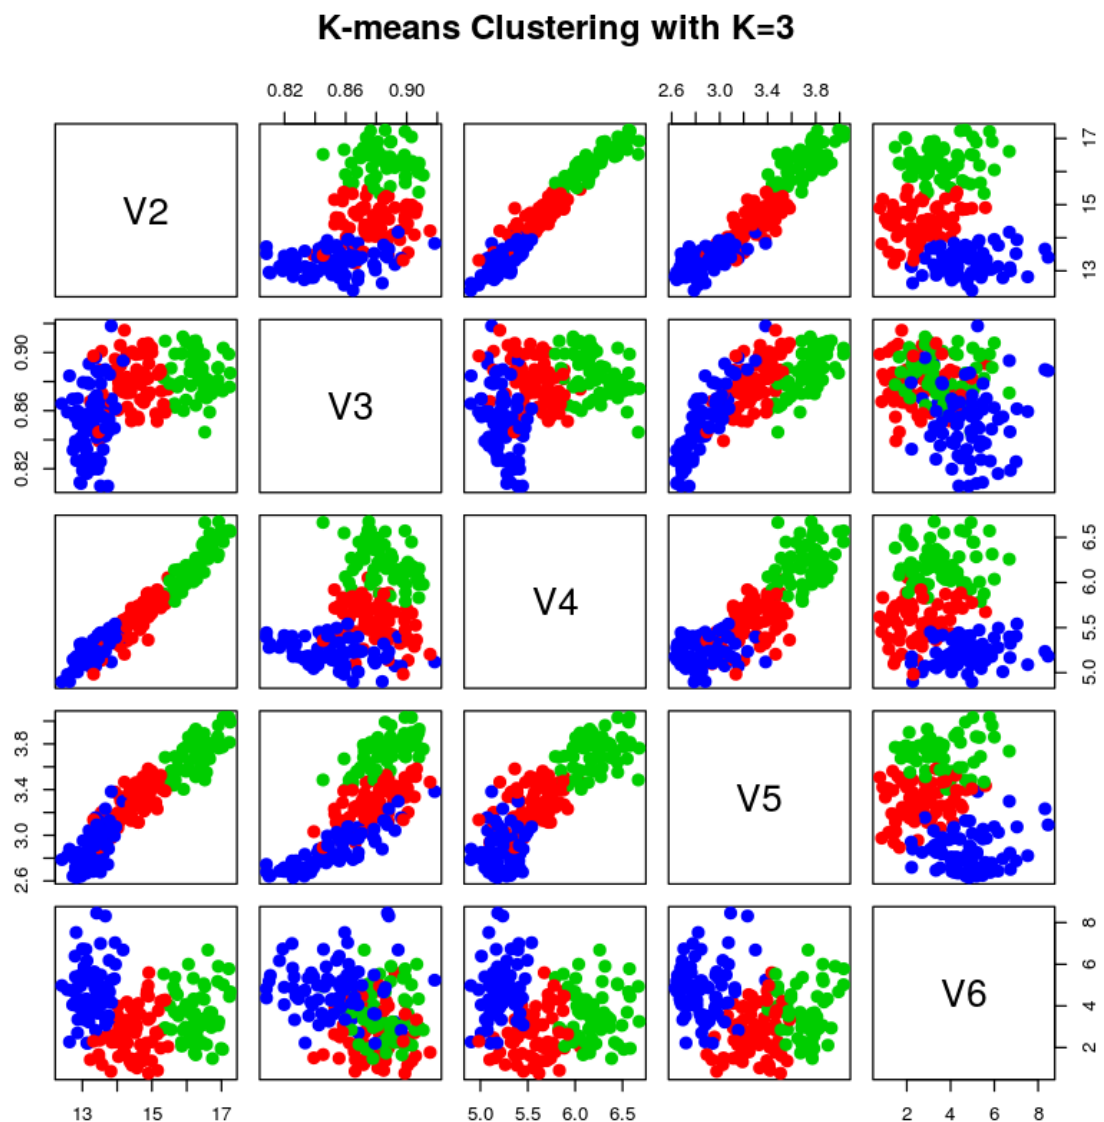 K-means Clustering with K=3
0.82 0.86 0.90 2.6 3.0 3.4 3.8
V2
13 15 17
0.82 0.86 0.90
V3
V4
5.0 5.5 6.0 6.5
2.6 3.0 3.4 3.8
V5
V6
2 4 6 8
13 15 17 5.0 5.5 6.0 6.5 2 4 6 8